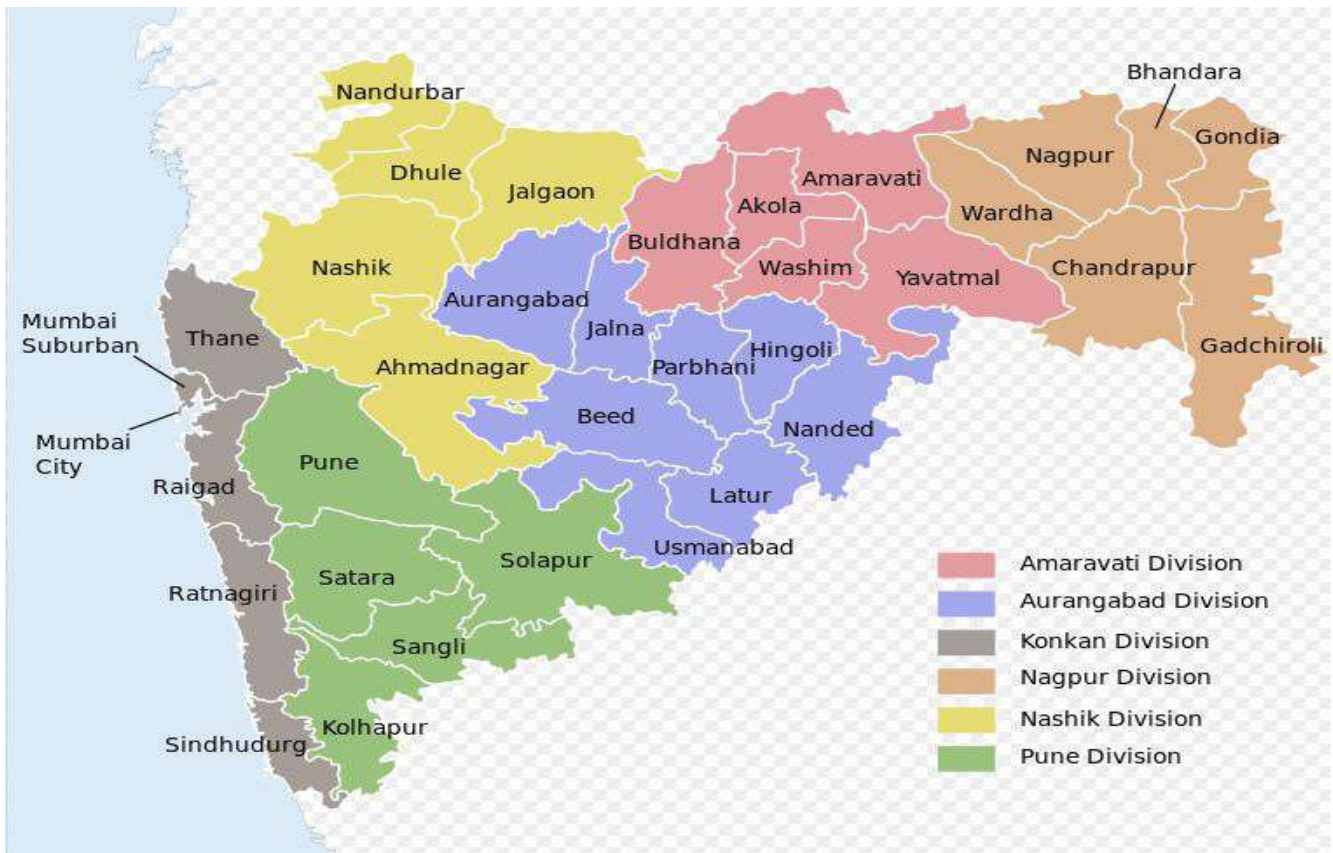 Bhandara
Nandurbar
Gondia
Nagpur
Dhule
Amaravati
Jalgaon
Akola
Wardha
Buldhana
Nashik
Washim
Chandrapur
Yavatmal
Aurangabad
Mumbai
Suburban
Jalna
Thane
Hingoli
Gadchiroli
Ahmadnagar
Parbhani
Beed
Nanded
Mumbai
City
Pune
Raigad
Latur
Usmanabad
Solapur
Satara
Ratnagiri
Sangli
Kolhapur
Sindhudurg
Amaravati Division
Aurangabad Division
Konkan Division
Nagpur Division
Nashik Division
Pune Division